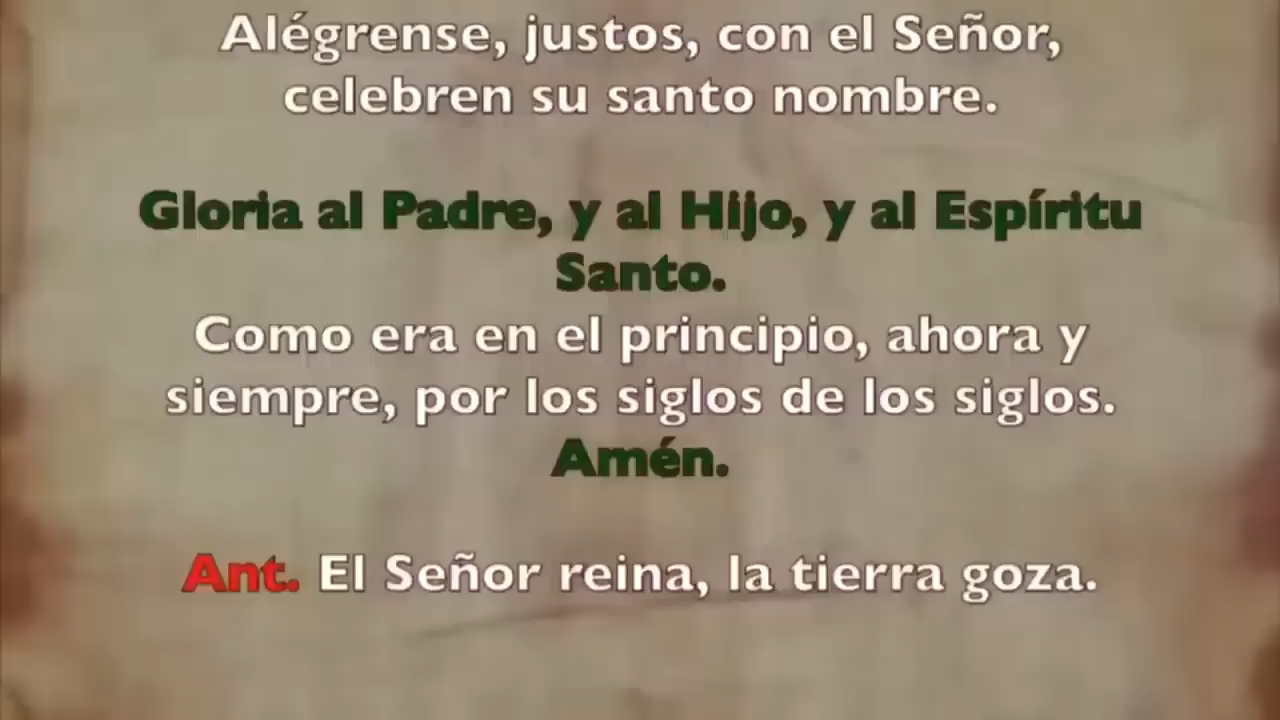 Alégrense, justos, con el Señor,
celebren su santo nombre.
Gloria al Padre, y al Hijo, y al Espíritu
Santo.
Como era en el principio, ahora y
siempre, por los siglos de los siglos.
Amén.
Ant. El Señor reina, la tierra goza.